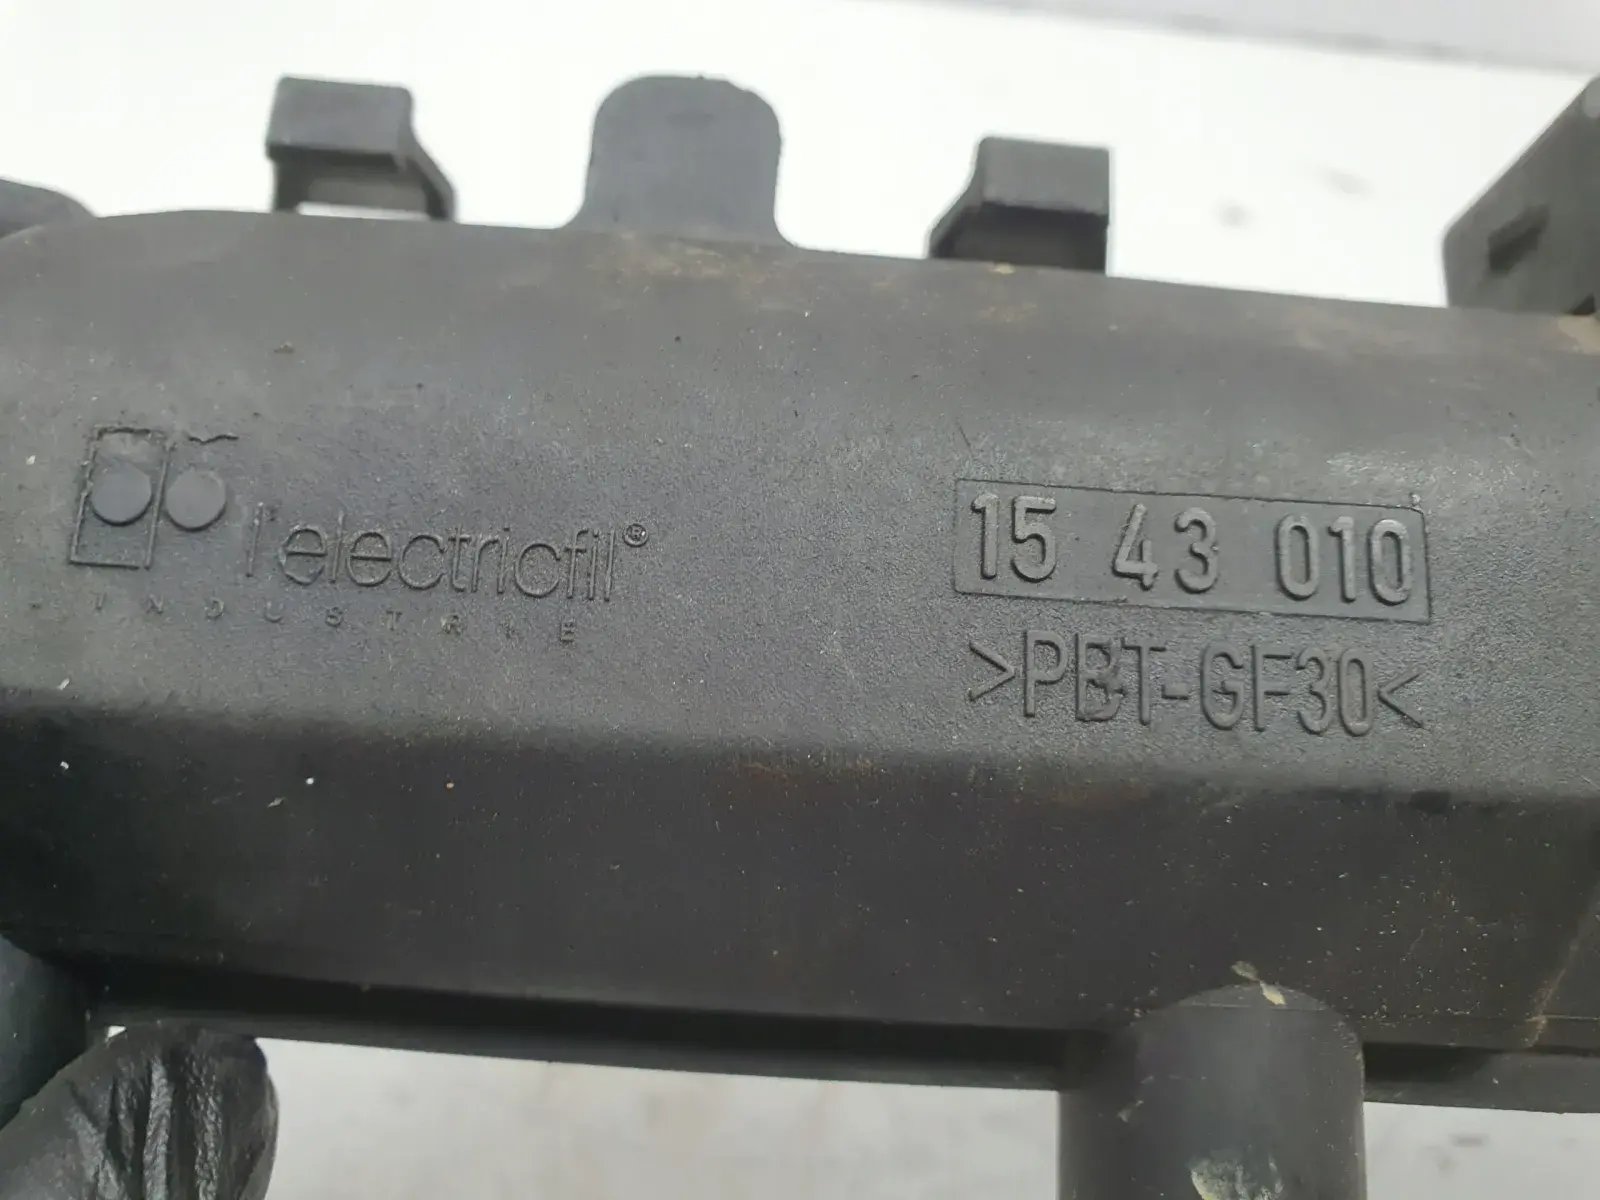 l'electricfil®
INDUSTRIE
15 43 010
>PBT-GF30<